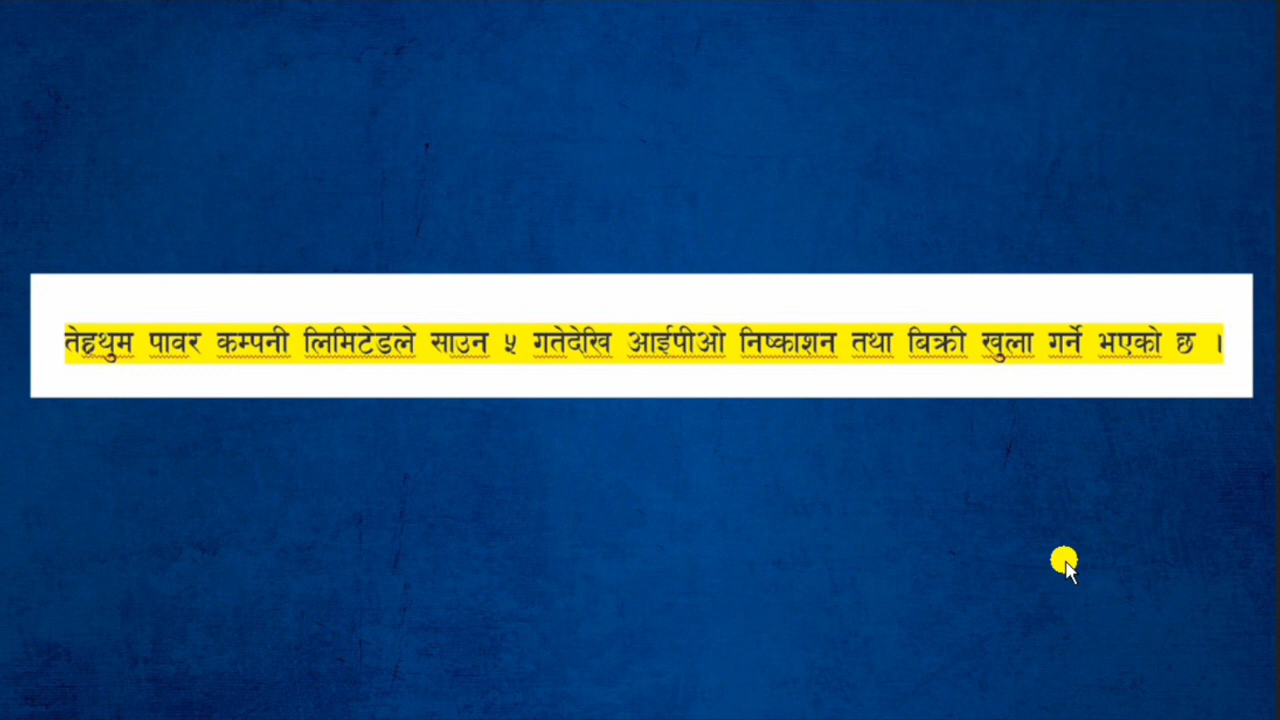 तेह्रथुम पावर कम्पनी लिमिटेडले साउन ५ गतेदेखि आईपीओ निष्काशन तथा बिक्री खुला गर्ने भएको छ ।